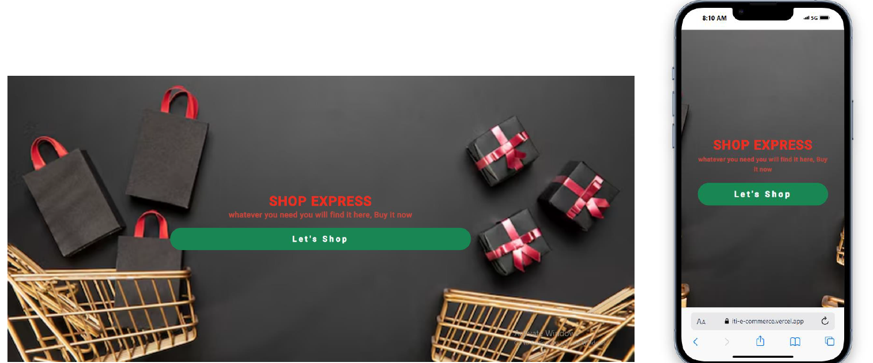 SHOP EXPRESS
whatever you need you will find it here, Buy it now
Let's Shop
8:10 AM
5G
SHOP EXPRESS
whatever you need you will find it here, Buy
it now
Let's Shop
AA
iti-e-commerce.vercel.app